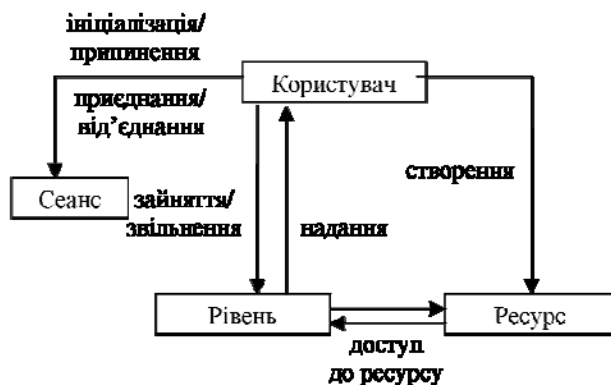 ініціалізація/
припинення
Користувач
приєднання/
від’єднання
створення
Сеанс
зайняття/
звільнення
надання
Рівень
Ресурс
доступ
до ресурсу